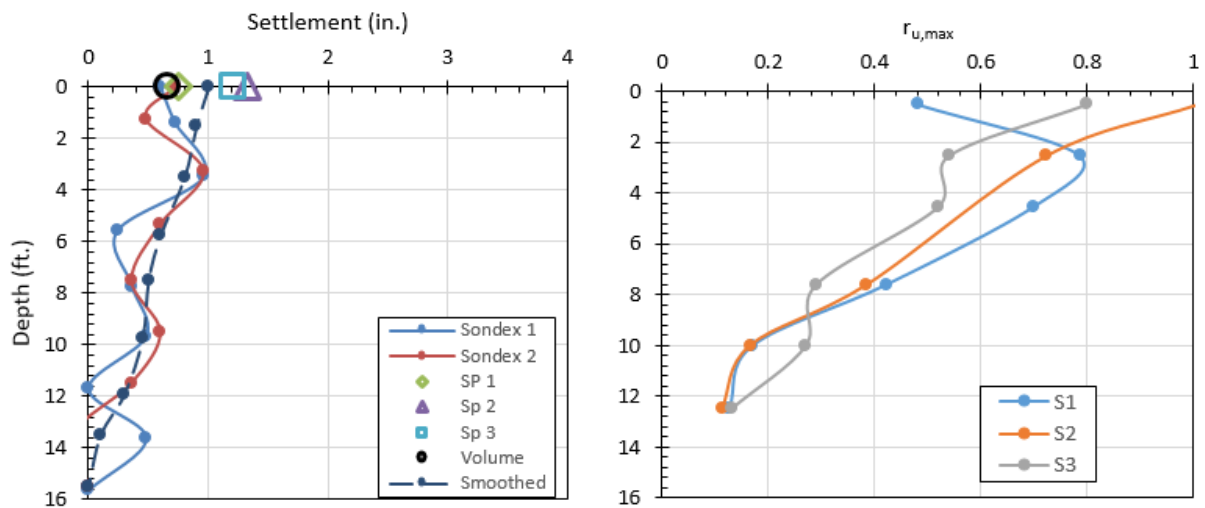 Settlement (in.)
0 1 2 3 4
0
2
4
6
8
10
12
14
16
Depth (ft.)
Sondex 1
Sondex 2
SP 1
Sp 2
Sp 3
Volume
Smoothed
r u,max
0 0.2 0.4 0.6 0.8 1
0
2
4
6
8
10
12
14
16
S1
S2
S3